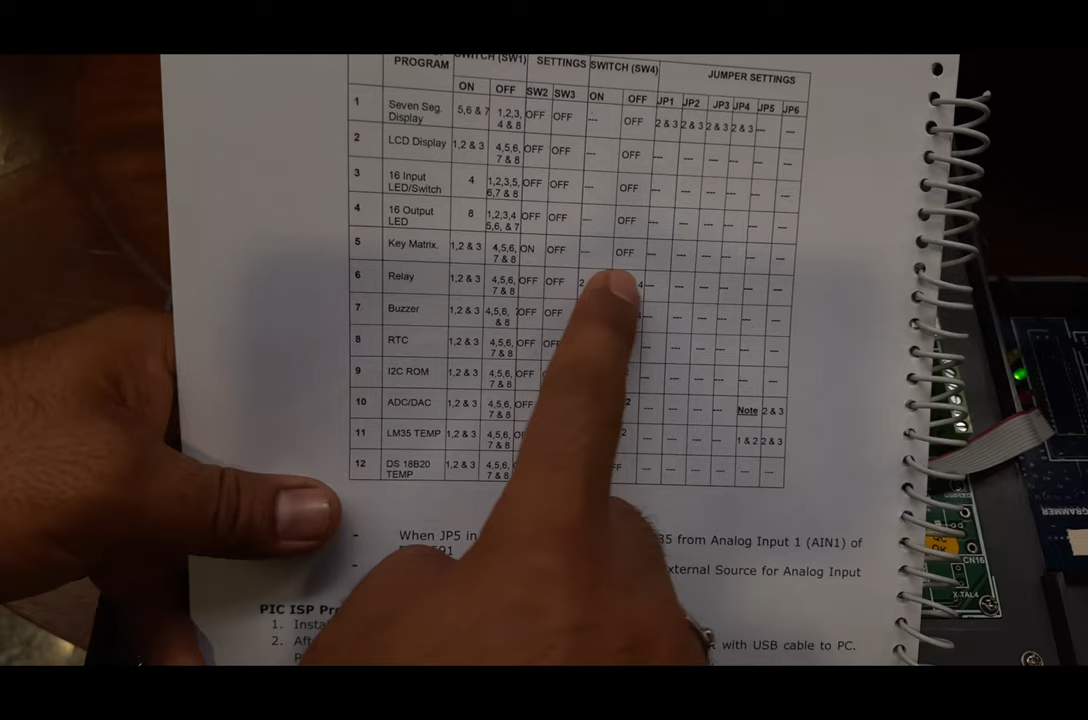 PROGRAM SWITCH (SW1) SETTINGS SWITCH (SW4) JUMPER SETTINGS
ON OFF SW2 SW3 ON OFF JP1 JP2 JP3 JP4 JP5 JP6
1 Seven Seg. Display 5,6 & 7 1,2,3, 4 & 8 OFF OFF --- OFF 2 & 3 2 & 3 2 & 3 2 & 3 --- ---
2 LCD Display 1,2 & 3 4,5,6, 7 & 8 OFF OFF --- OFF --- --- --- --- --- ---
3 16 Input LED/Switch 4 1,2,3,5, 6,7 & 8 OFF OFF --- OFF --- --- --- --- --- ---
4 16 Output LED 8 1,2,3,4 5,6, & 7 OFF OFF --- OFF --- --- --- --- --- ---
5 Key Matrix. 1,2 & 3 4,5,6, 7 & 8 ON OFF --- OFF --- --- --- --- --- ---
6 Relay 1,2 & 3 4,5,6, 7 & 8 OFF OFF 2 4 --- --- --- --- --- ---
7 Buzzer 1,2 & 3 4,5,6, & 8 OFF OFF --- --- --- --- --- ---
8 RTC 1,2 & 3 4,5,6, 7 & 8 OFF --- --- --- --- --- ---
9 I2C ROM 1,2 & 3 4,5,6, 7 & 8 OFF --- --- --- --- --- ---
10 ADC/DAC 1,2 & 3 4,5,6, 7 & 8 OFF 2 --- --- --- Note 2 & 3
11 LM35 TEMP 1,2 & 3 4,5,6, 7 & 8 2 --- --- --- 1 & 2 2 & 3
12 DS 18B20 TEMP 1,2 & 3 4,5,6, 7 & 8 --- --- --- --- --- ---
- When JP5 in 35 from Analog Input 1 (AIN1) of
591
- External Source for Analog Input
PIC ISP
1.
2. with USB cable to PC.
QC
OK
CN16
X-TAL4